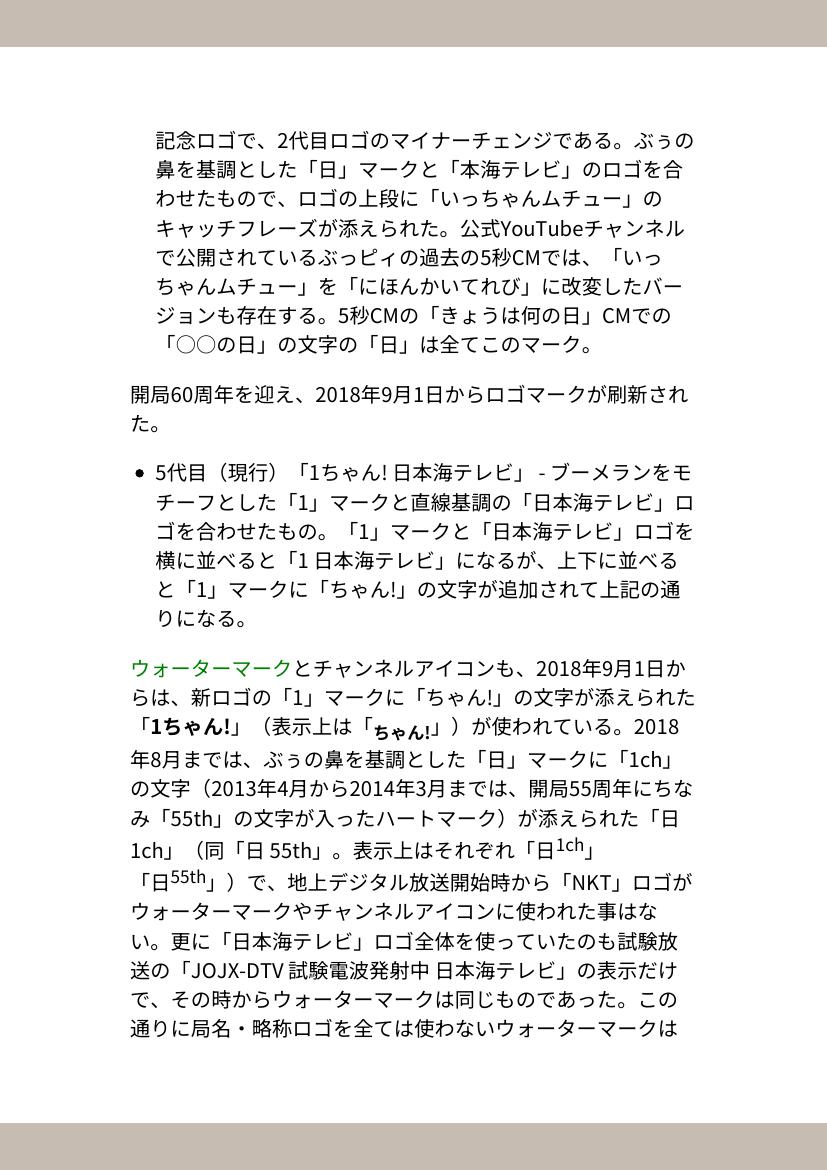 記念ロゴで、2代目ロゴのマイナーチェンジである。ぶぅの
鼻を基調とした「日」マークと「本海テレビ」のロゴを合
わせたもので、ロゴの上段に「いっちゃんムチュー」の
キャッチフレーズが添えられた。公式YouTubeチャンネル
で公開されているぶっピィの過去の5秒CMでは、「いっ
ちゃんムチュー」を「にほんかいてれび」に改変したバー
ジョンも存在する。5秒CMの「きょうは何の日」CMでの
「○○の日」の文字の「日」は全てこのマーク。
開局60周年を迎え、2018年9月1日からロゴマークが刷新され
た。
• 5代目（現行）「1ちゃん! 日本海テレビ」 - ブーメランをモ
チーフとした「1」マークと直線基調の「日本海テレビ」ロ
ゴを合わせたもの。「1」マークと「日本海テレビ」ロゴを
横に並べると「1 日本海テレビ」になるが、上下に並べる
と「1」マークに「ちゃん!」の文字が追加されて上記の通
りになる。
ウォーターマークとチャンネルアイコンも、2018年9月1日か
らは、新ロゴの「1」マークに「ちゃん!」の文字が添えられた
「1ちゃん!」（表示上は「ちゃん!」）が使われている。2018
年8月までは、ぶぅの鼻を基調とした「日」マークに「1ch」
の文字（2013年4月から2014年3月までは、開局55周年にちな
み「55th」の文字が入ったハートマーク）が添えられた「日
1ch」（同「日 55th」。表示上はそれぞれ「日1ch」
「日55th」）で、地上デジタル放送開始時から「NKT」ロゴが
ウォーターマークやチャンネルアイコンに使われた事はな
い。更に「日本海テレビ」ロゴ全体を使っていたのも試験放
送の「JOJX-DTV 試験電波発射中 日本海テレビ」の表示だけ
で、その時からウォーターマークは同じものであった。この
通りに局名・略称ロゴを全ては使わないウォーターマークは